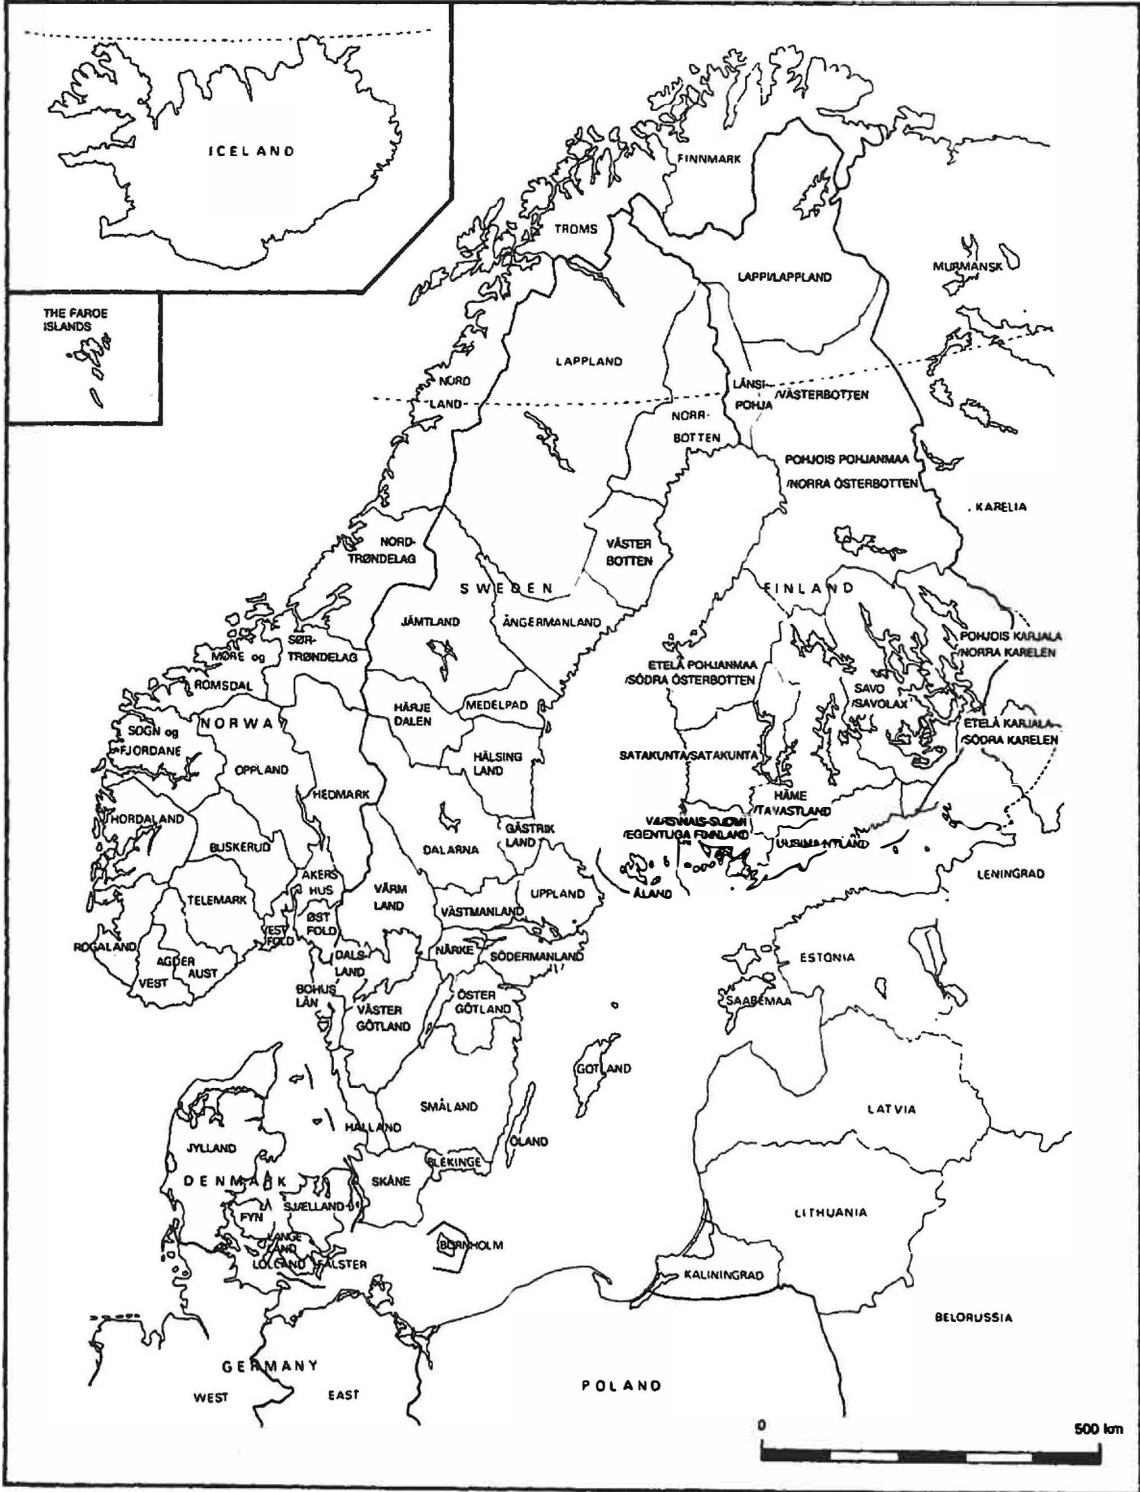 ICELAND
THE FAROE
ISLANDS
FINNMARK
TROMS
MURMANSK
LAPPI/LAPPLAND
LAPPLAND
NORD
LAND
LÄNSI-
POHJA
/VÄSTERBOTTEN
NORR-
BOTTEN
POHJOIS POHJANMAA
/NORRA ÖSTERBOTTEN
KARELIA
NORD-
TRØNDELAG
VÄSTER
BOTTEN
SWEDEN
FINLAND
JÄMTLAND
ÅNGERMANLAND
SØR-
TRØNDELAG
MØRE og
ROMSDAL
POHJOIS KARJALA
/NORRA KARELEN
ETELÄ POHJANMAA
/SÖDRA ÖSTERBOTTEN
SAVO
/SAVOLAX
HÄRJE
DALEN
MEDELPAD
NORWA
SOGN og
FJORDANE
ETELÄ KARJALA
/SÖDRA KARELEN
HÄLSING
LAND
SATAKUNTA/SATAKUNTA
OPPLAND
HEDMARK
HÄME
/TAVASTLAND
HORDALAND
VARSINAIS-SUOMI
/EGENTLIGA FINNLAND
GÄSTRIK
LAND
DALARNA
BUSKERUD
LENINGRAD
AKERS
HUS
VÄRM
LAND
UPPLAND
ÅLAND
TELEMARK
VÄSTMANLAND
ØST
FOLD
VEST
FOLD
ROGALAND
NÄRKE
SÖDERMANLAND
DALS-
LAND
ESTONIA
AGDER
VEST
AUST
BOHUS
LÄN
ÖSTER
GÖTLAND
VÄSTER
GÖTLAND
SAAREMAA
GOTLAND
SMÅLAND
LATVIA
HALLAND
ÖLAND
JYLLAND
BLEKINGE
DENMARK
SKÅNE
SJÆLLAND
FYN
LITHUANIA
LANGE
LAND
LOLLAND
FALSTER
BORNHOLM
KALININGRAD
BELORUSSIA
GERMANY
WEST
EAST
POLAND
0
500 km